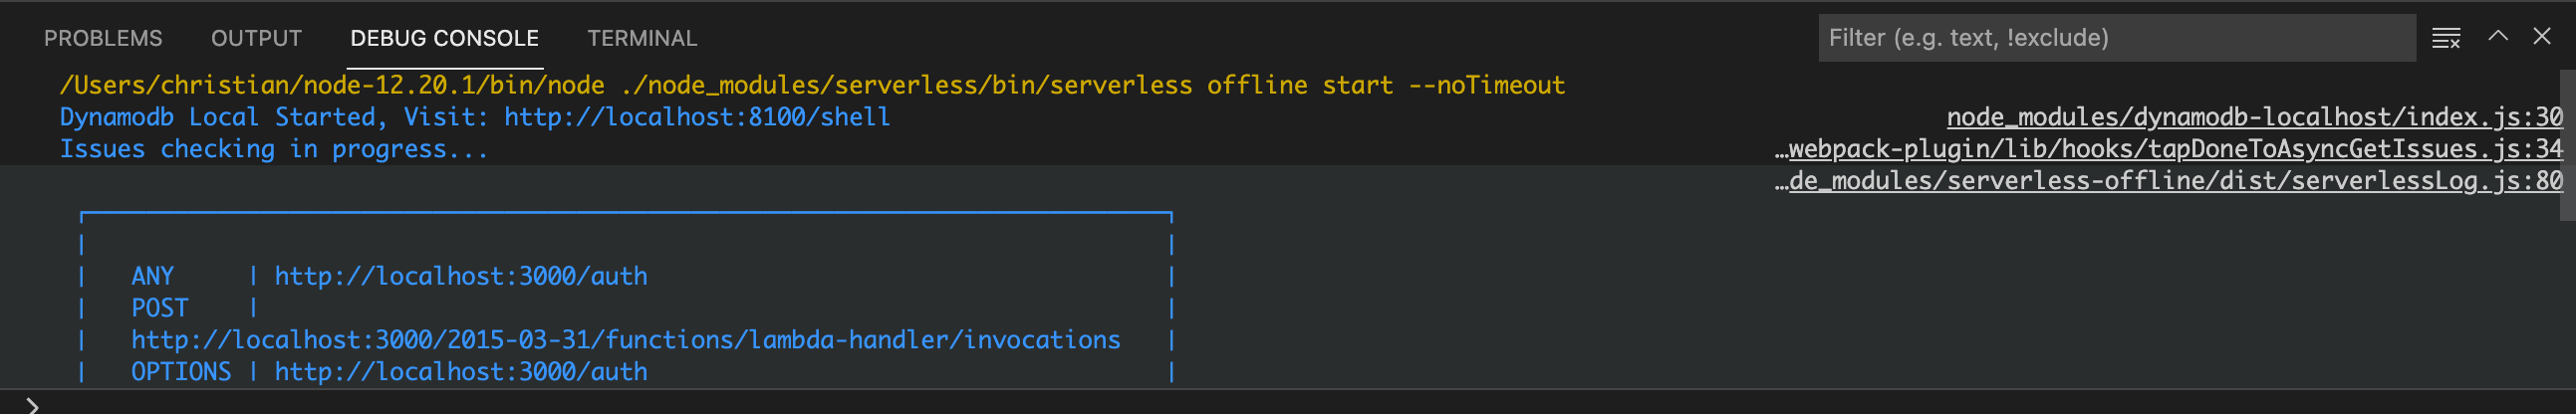 PROBLEMS OUTPUT DEBUG CONSOLE TERMINAL Filter (e.g. text, !exclude)
/Users/christian/node-12.20.1/bin/node ./node_modules/serverless/bin/serverless offline start --noTimeout
Dynamodb Local Started, Visit: http://localhost:8100/shell node_modules/dynamodb-localhost/index.js:30
Issues checking in progress... …webpack-plugin/lib/hooks/tapDoneToAsyncGetIssues.js:34
…de_modules/serverless-offline/dist/serverlessLog.js:80
ANY | http://localhost:3000/auth
POST |
http://localhost:3000/2015-03-31/functions/lambda-handler/invocations
OPTIONS | http://localhost:3000/auth